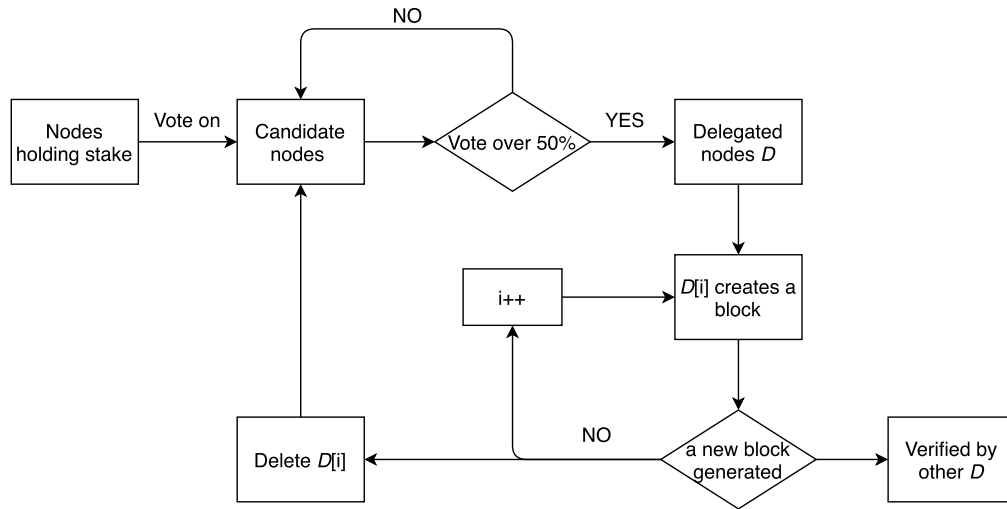 NO
Nodes
holding stake
Vote on
Candidate
nodes
Vote over 50%
YES
Delegated
nodes D
i++
D[i] creates a
block
Delete D[i]
NO
a new block
generated
Verified by
other D